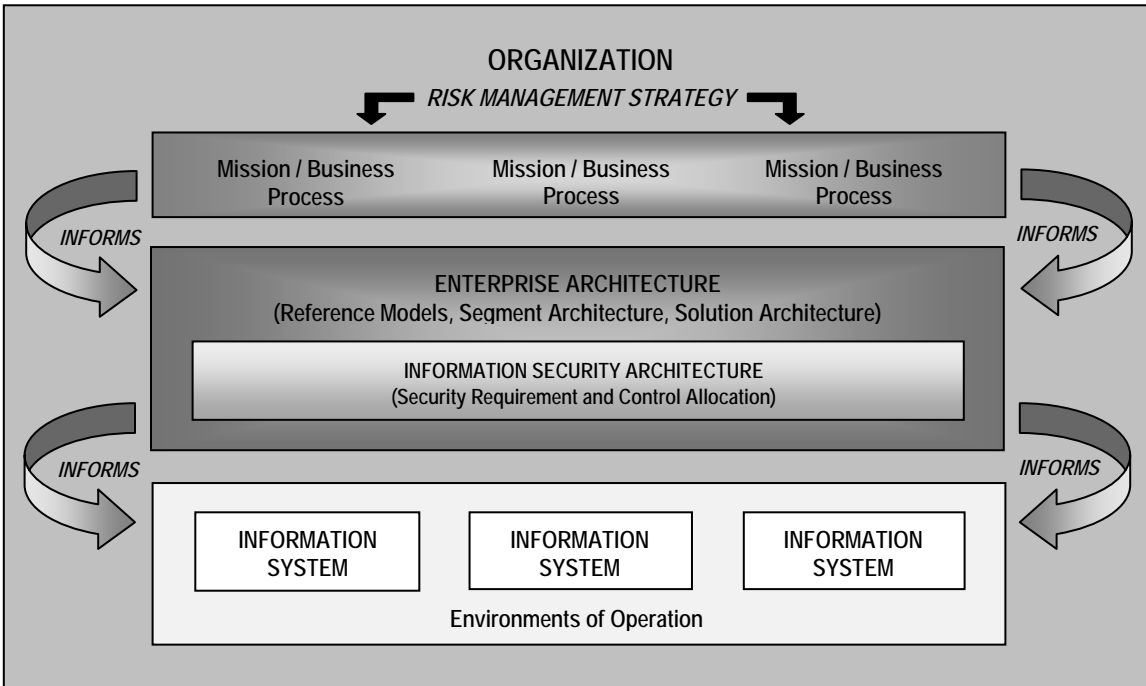 ORGANIZATION
RISK MANAGEMENT STRATEGY
Mission / Business
Process
Mission / Business
Process
Mission / Business
Process
INFORMS
INFORMS
ENTERPRISE ARCHITECTURE
(Reference Models, Segment Architecture, Solution Architecture)
INFORMATION SECURITY ARCHITECTURE
(Security Requirement and Control Allocation)
INFORMS
INFORMS
INFORMATION
SYSTEM
INFORMATION
SYSTEM
INFORMATION
SYSTEM
Environments of Operation